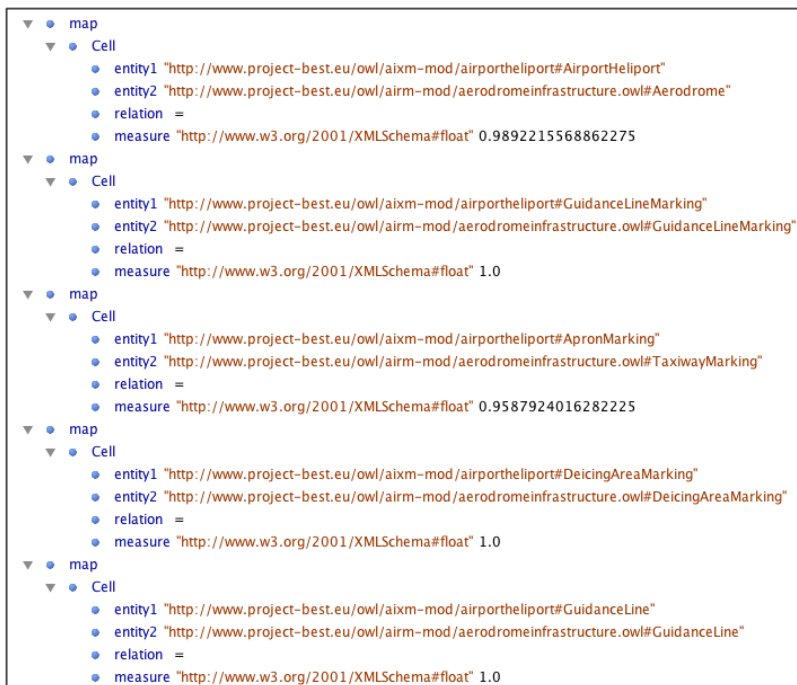 map
Cell
entity1 "http://www.project-best.eu/owl/aixm-mod/airportheliport#AirportHeliport"
entity2 "http://www.project-best.eu/owl/airm-mod/aerodromeinfrastructure.owl#Aerodrome"
relation =
measure "http://www.w3.org/2001/XMLSchema#float" 0.9892215568862275
map
Cell
entity1 "http://www.project-best.eu/owl/aixm-mod/airportheliport#GuidanceLineMarking"
entity2 "http://www.project-best.eu/owl/airm-mod/aerodromeinfrastructure.owl#GuidanceLineMarking"
relation =
measure "http://www.w3.org/2001/XMLSchema#float" 1.0
map
Cell
entity1 "http://www.project-best.eu/owl/aixm-mod/airportheliport#ApronMarking"
entity2 "http://www.project-best.eu/owl/airm-mod/aerodromeinfrastructure.owl#TaxiwayMarking"
relation =
measure "http://www.w3.org/2001/XMLSchema#float" 0.9587924016282225
map
Cell
entity1 "http://www.project-best.eu/owl/aixm-mod/airportheliport#DeicingAreaMarking"
entity2 "http://www.project-best.eu/owl/airm-mod/aerodromeinfrastructure.owl#DeicingAreaMarking"
relation =
measure "http://www.w3.org/2001/XMLSchema#float" 1.0
map
Cell
entity1 "http://www.project-best.eu/owl/aixm-mod/airportheliport#GuidanceLine"
entity2 "http://www.project-best.eu/owl/airm-mod/aerodromeinfrastructure.owl#GuidanceLine"
relation =
measure "http://www.w3.org/2001/XMLSchema#float" 1.0